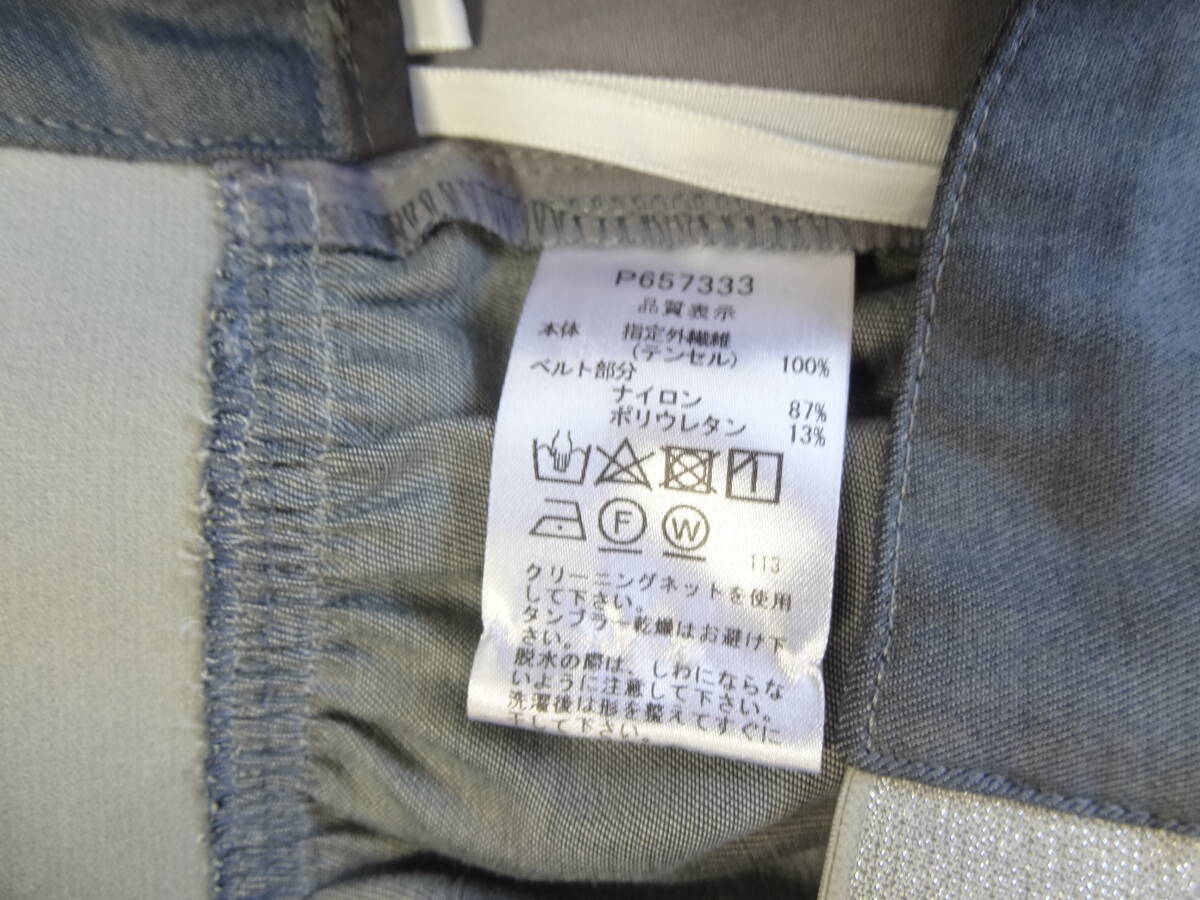 P657333
品質表示
本体 指定外繊維
(テンセル) 100%
ベルト部分
ナイロン 87%
ポリウレタン 13%
F W
113
クリーニングネットを使用
して下さい。
タンブラー乾燥はお避け下
さい。
脱水の際は、しわにならな
いように注意して下さい。
洗濯後は形を整えてすぐに
干して下さい。